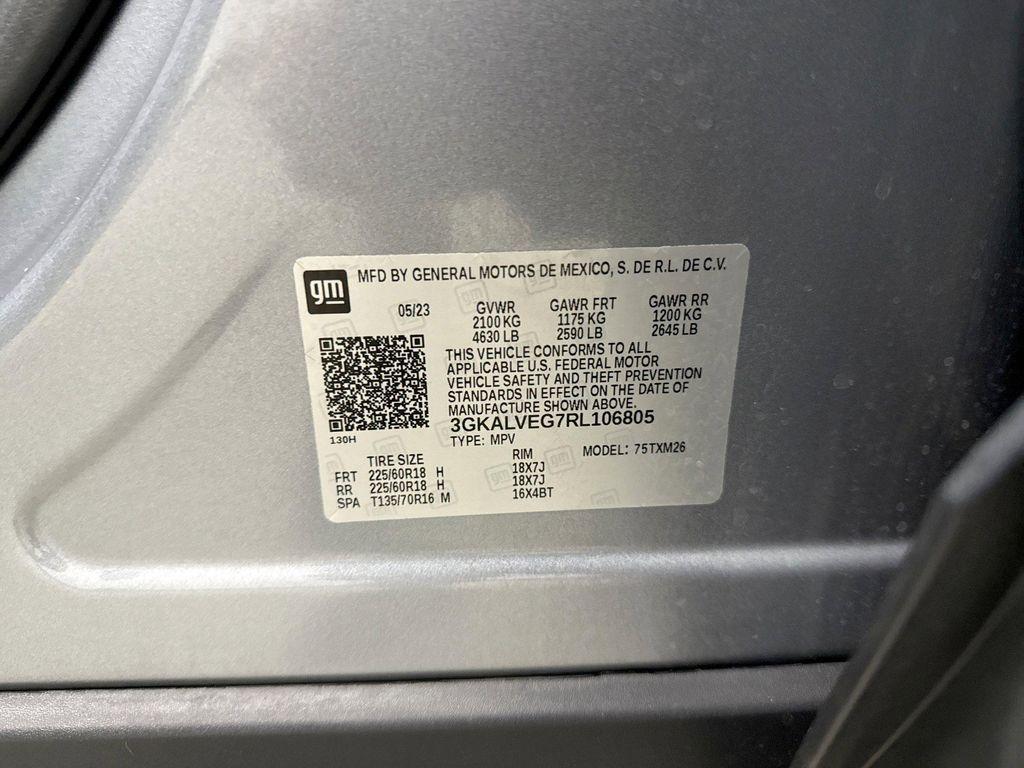 gm
MFD BY GENERAL MOTORS DE MEXICO, S. DE R.L. DE C.V.
05/23 GVWR GAWR FRT GAWR RR
2100 KG 1175 KG 1200 KG
4630 LB 2590 LB 2645 LB
THIS VEHICLE CONFORMS TO ALL
APPLICABLE U.S. FEDERAL MOTOR
VEHICLE SAFETY AND THEFT PREVENTION
STANDARDS IN EFFECT ON THE DATE OF
MANUFACTURE SHOWN ABOVE.
3GKALVEG7RL106805
130H
TYPE: MPV MODEL: 75TXM26
TIRE SIZE RIM
FRT 225/60R18 H 18X7J
RR 225/60R18 H 18X7J
SPA T135/70R16 M 16X4BT